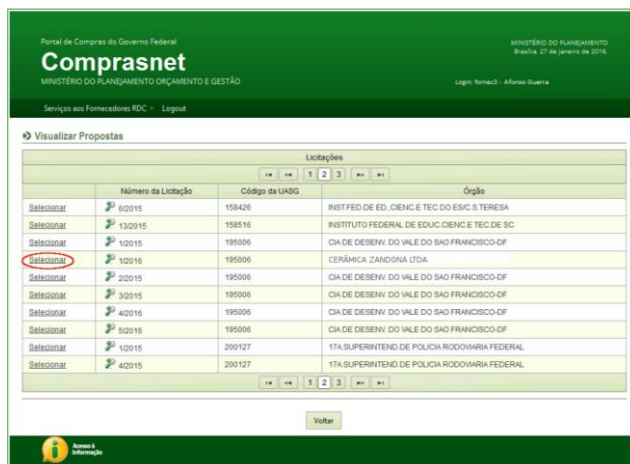 Portal de Compras do Governo Federal
Comprasnet
MINISTÉRIO DO PLANEJAMENTO ORÇAMENTO E GESTÃO
MINISTÉRIO DO PLANEJAMENTO
Brasília, 27 de janeiro de 2016.
Login: fornec3 - Afonso Guerra
Serviços aos Fornecedores RDC Logout
Visualizar Propostas
Licitações
1 2 3
Número da Licitação Código da UASG Órgão
Selecionar 6/2015 158426 INST.FED.DE ED.,CIENC.E TEC DO ES/C.S.TERESA
Selecionar 13/2015 158516 INSTITUTO FEDERAL DE EDUC.CIENC.E TEC.DE SC
Selecionar 1/2015 195006 CIA DE DESENV. DO VALE DO SAO FRANCISCO-DF
Selecionar 1/2016 195006 CERÂMICA ZANDONA LTDA
Selecionar 2/2015 195006 CIA DE DESENV. DO VALE DO SAO FRANCISCO-DF
Selecionar 3/2015 195006 CIA DE DESENV. DO VALE DO SAO FRANCISCO-DF
Selecionar 4/2016 195006 CIA DE DESENV. DO VALE DO SAO FRANCISCO-DF
Selecionar 5/2016 195006 CIA DE DESENV. DO VALE DO SAO FRANCISCO-DF
Selecionar 1/2015 200127 17A.SUPERINTEND.DE POLICIA RODOVIARIA FEDERAL
Selecionar 4/2015 200127 17A.SUPERINTEND.DE POLICIA RODOVIARIA FEDERAL
1 2 3
Voltar
i Acesso à
Informação